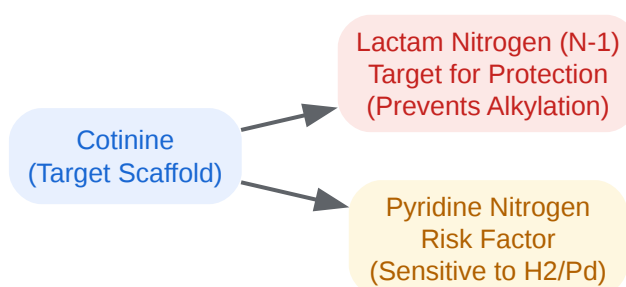 Cotinine
(Target Scaffold)
Lactam Nitrogen (N-1)
Target for Protection
(Prevents Alkylation)
Pyridine Nitrogen
Risk Factor
(Sensitive to H2/Pd)